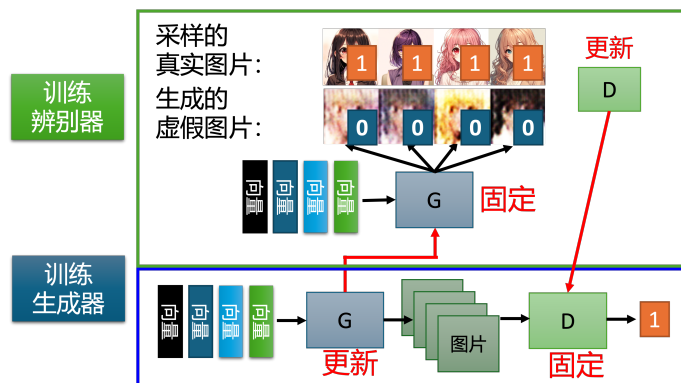 采样的
真实图片：
1 1 1 1
更新
D
训练
辨别器
生成的
虚假图片：
0 0 0 0
向量 向量 向量 向量
G
固定
训练
生成器
向量 向量 向量 向量
G
更新
图片
D
固定
1